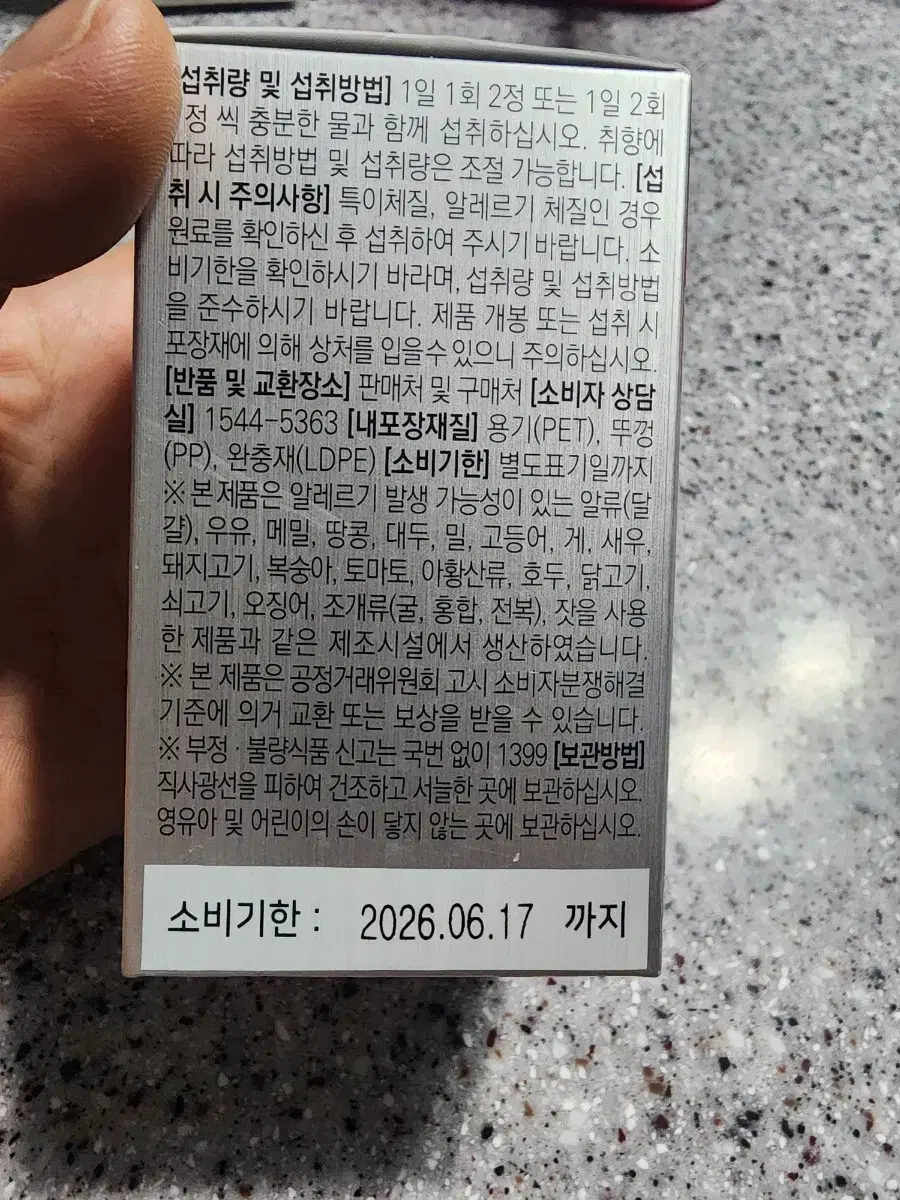 섭취량 및 섭취방법] 1일 1회 2정 또는 1일 2회
정 씩 충분한 물과 함께 섭취하십시오. 취향에
따라 섭취방법 및 섭취량은 조절 가능합니다. [섭
취 시 주의사항] 특이체질, 알레르기 체질인 경우
원료를 확인하신 후 섭취하여 주시기 바랍니다. 소
비기한을 확인하시기 바라며, 섭취량 및 섭취방법
을 준수하시기 바랍니다. 제품 개봉 또는 섭취 시
포장재에 의해 상처를 입을수 있으니 주의하십시오.
[반품 및 교환장소] 판매처 및 구매처 [소비자 상담
실] 1544-5363 [내포장재질] 용기(PET), 뚜껑
(PP), 완충재(LDPE) [소비기한] 별도표기일까지
※ 본 제품은 알레르기 발생 가능성이 있는 알류(달
걀), 우유, 메밀, 땅콩, 대두, 밀, 고등어, 게, 새우,
돼지고기, 복숭아, 토마토, 아황산류, 호두, 닭고기,
쇠고기, 오징어, 조개류(굴, 홍합, 전복), 잣을 사용
한 제품과 같은 제조시설에서 생산하였습니다.
※ 본 제품은 공정거래위원회 고시 소비자분쟁해결
기준에 의거 교환 또는 보상을 받을 수 있습니다.
※ 부정·불량식품 신고는 국번 없이 1399 [보관방법]
직사광선을 피하여 건조하고 서늘한 곳에 보관하십시오.
영유아 및 어린이의 손이 닿지 않는 곳에 보관하십시오.
소비기한 : 2026.06.17 까지